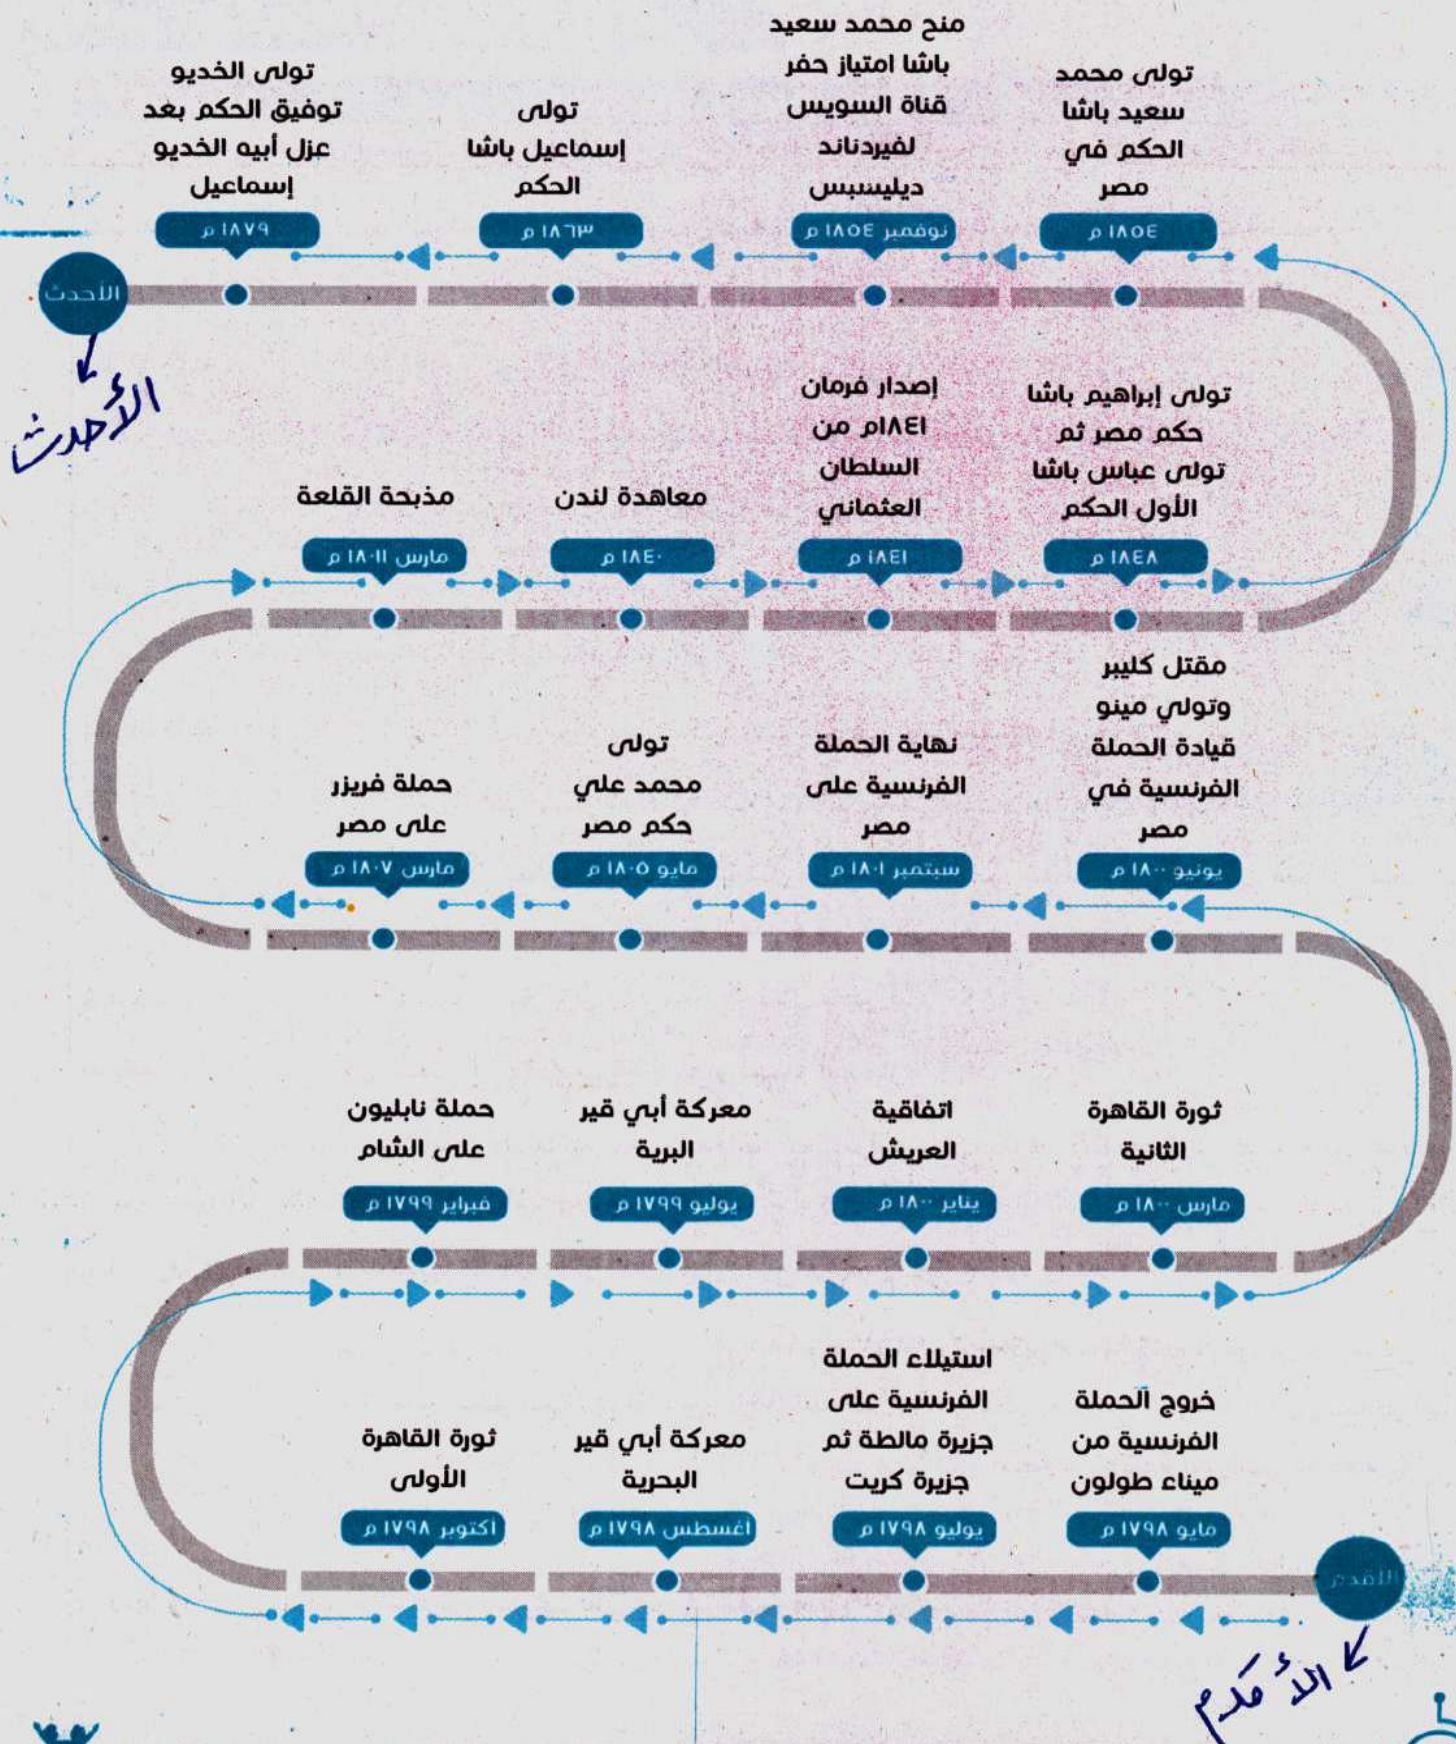 منح محمد سعيد
باشا امتياز حفر
قناة السويس
لفيردناند
ديليسبس
نوفمبر ١٨٥٤ م
تولى محمد
سعيد باشا
الحكم في
مصر
١٨٥٤ م
تولى
إسماعيل باشا
الحكم
١٨٦٣ م
تولى الخديو
توفيق الحكم بعد
عزل أبيه الخديو
إسماعيل
١٨٧٩ م
الأحدث
الأحدث
تولى إبراهيم باشا
حكم مصر ثم
تولى عباس باشا
الأول الحكم
١٨٤٨ م
إصدار فرمان
١٨٤١م من
السلطان
العثماني
١٨٤١ م
معاهدة لندن
١٨٤٠ م
مذبحة القلعة
مارس ١٨٠١١ م
مقتل كليبر
وتولي مينو
قيادة الحملة
الفرنسية في
مصر
يونيو ١٨٠٠ م
نهاية الحملة
الفرنسية على
مصر
سبتمبر ١٨٠١ م
تولى
محمد علي
حكم مصر
مايو ١٨٠٥ م
حملة فريزر
على مصر
مارس ١٨٠٧ م
ثورة القاهرة
الثانية
مارس ١٨٠٠ م
اتفاقية
العريش
يناير ١٨٠٠ م
معركة أبي قير
البرية
يوليو ١٧٩٩ م
حملة نابليون
على الشام
فبراير ١٧٩٩ م
خروج الحملة
الفرنسية من
ميناء طولون
مايو ١٧٩٨ م
استيلاء الحملة
الفرنسية على
جزيرة مالطة ثم
جزيرة كريت
يوليو ١٧٩٨ م
معركة أبي قير
البحرية
أغسطس ١٧٩٨ م
ثورة القاهرة
الأولى
أكتوبر ١٧٩٨ م
الأقدم
الأقدم